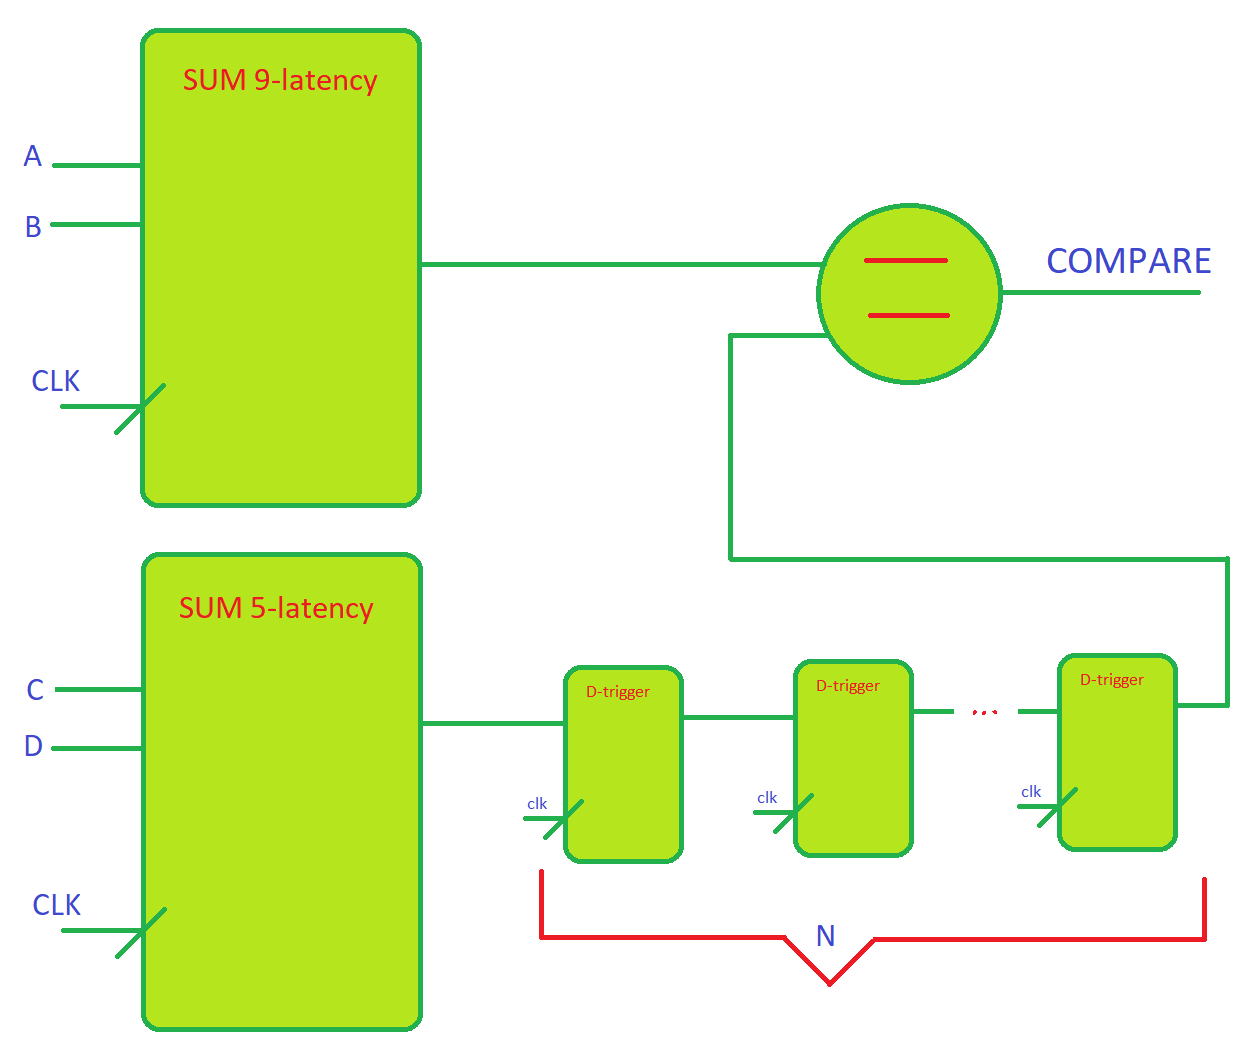 SUM 9-latency
A
B
CLK
COMPARE
SUM 5-latency
C
D
CLK
D-trigger
clk
D-trigger
clk
...
D-trigger
clk
N